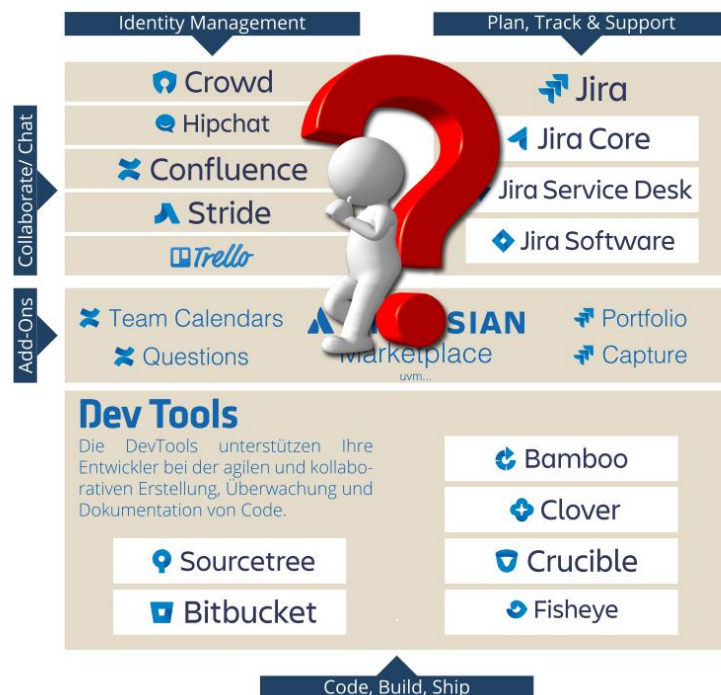 Identity Management
Plan, Track & Support
Collaborate/ Chat
Crowd
Hipchat
Confluence
Stride
Trello
Jira
Jira Core
Jira Service Desk
Jira Software
Add-Ons
Team Calendars
Questions
SIAN
Marketplace
uvm...
Portfolio
Capture
Dev Tools
Die DevTools unterstützen Ihre
Entwickler bei der agilen und kollabo-
rativen Erstellung, Überwachung und
Dokumentation von Code.
Sourcetree
Bitbucket
Bamboo
Clover
Crucible
Fisheye
Code, Build, Ship